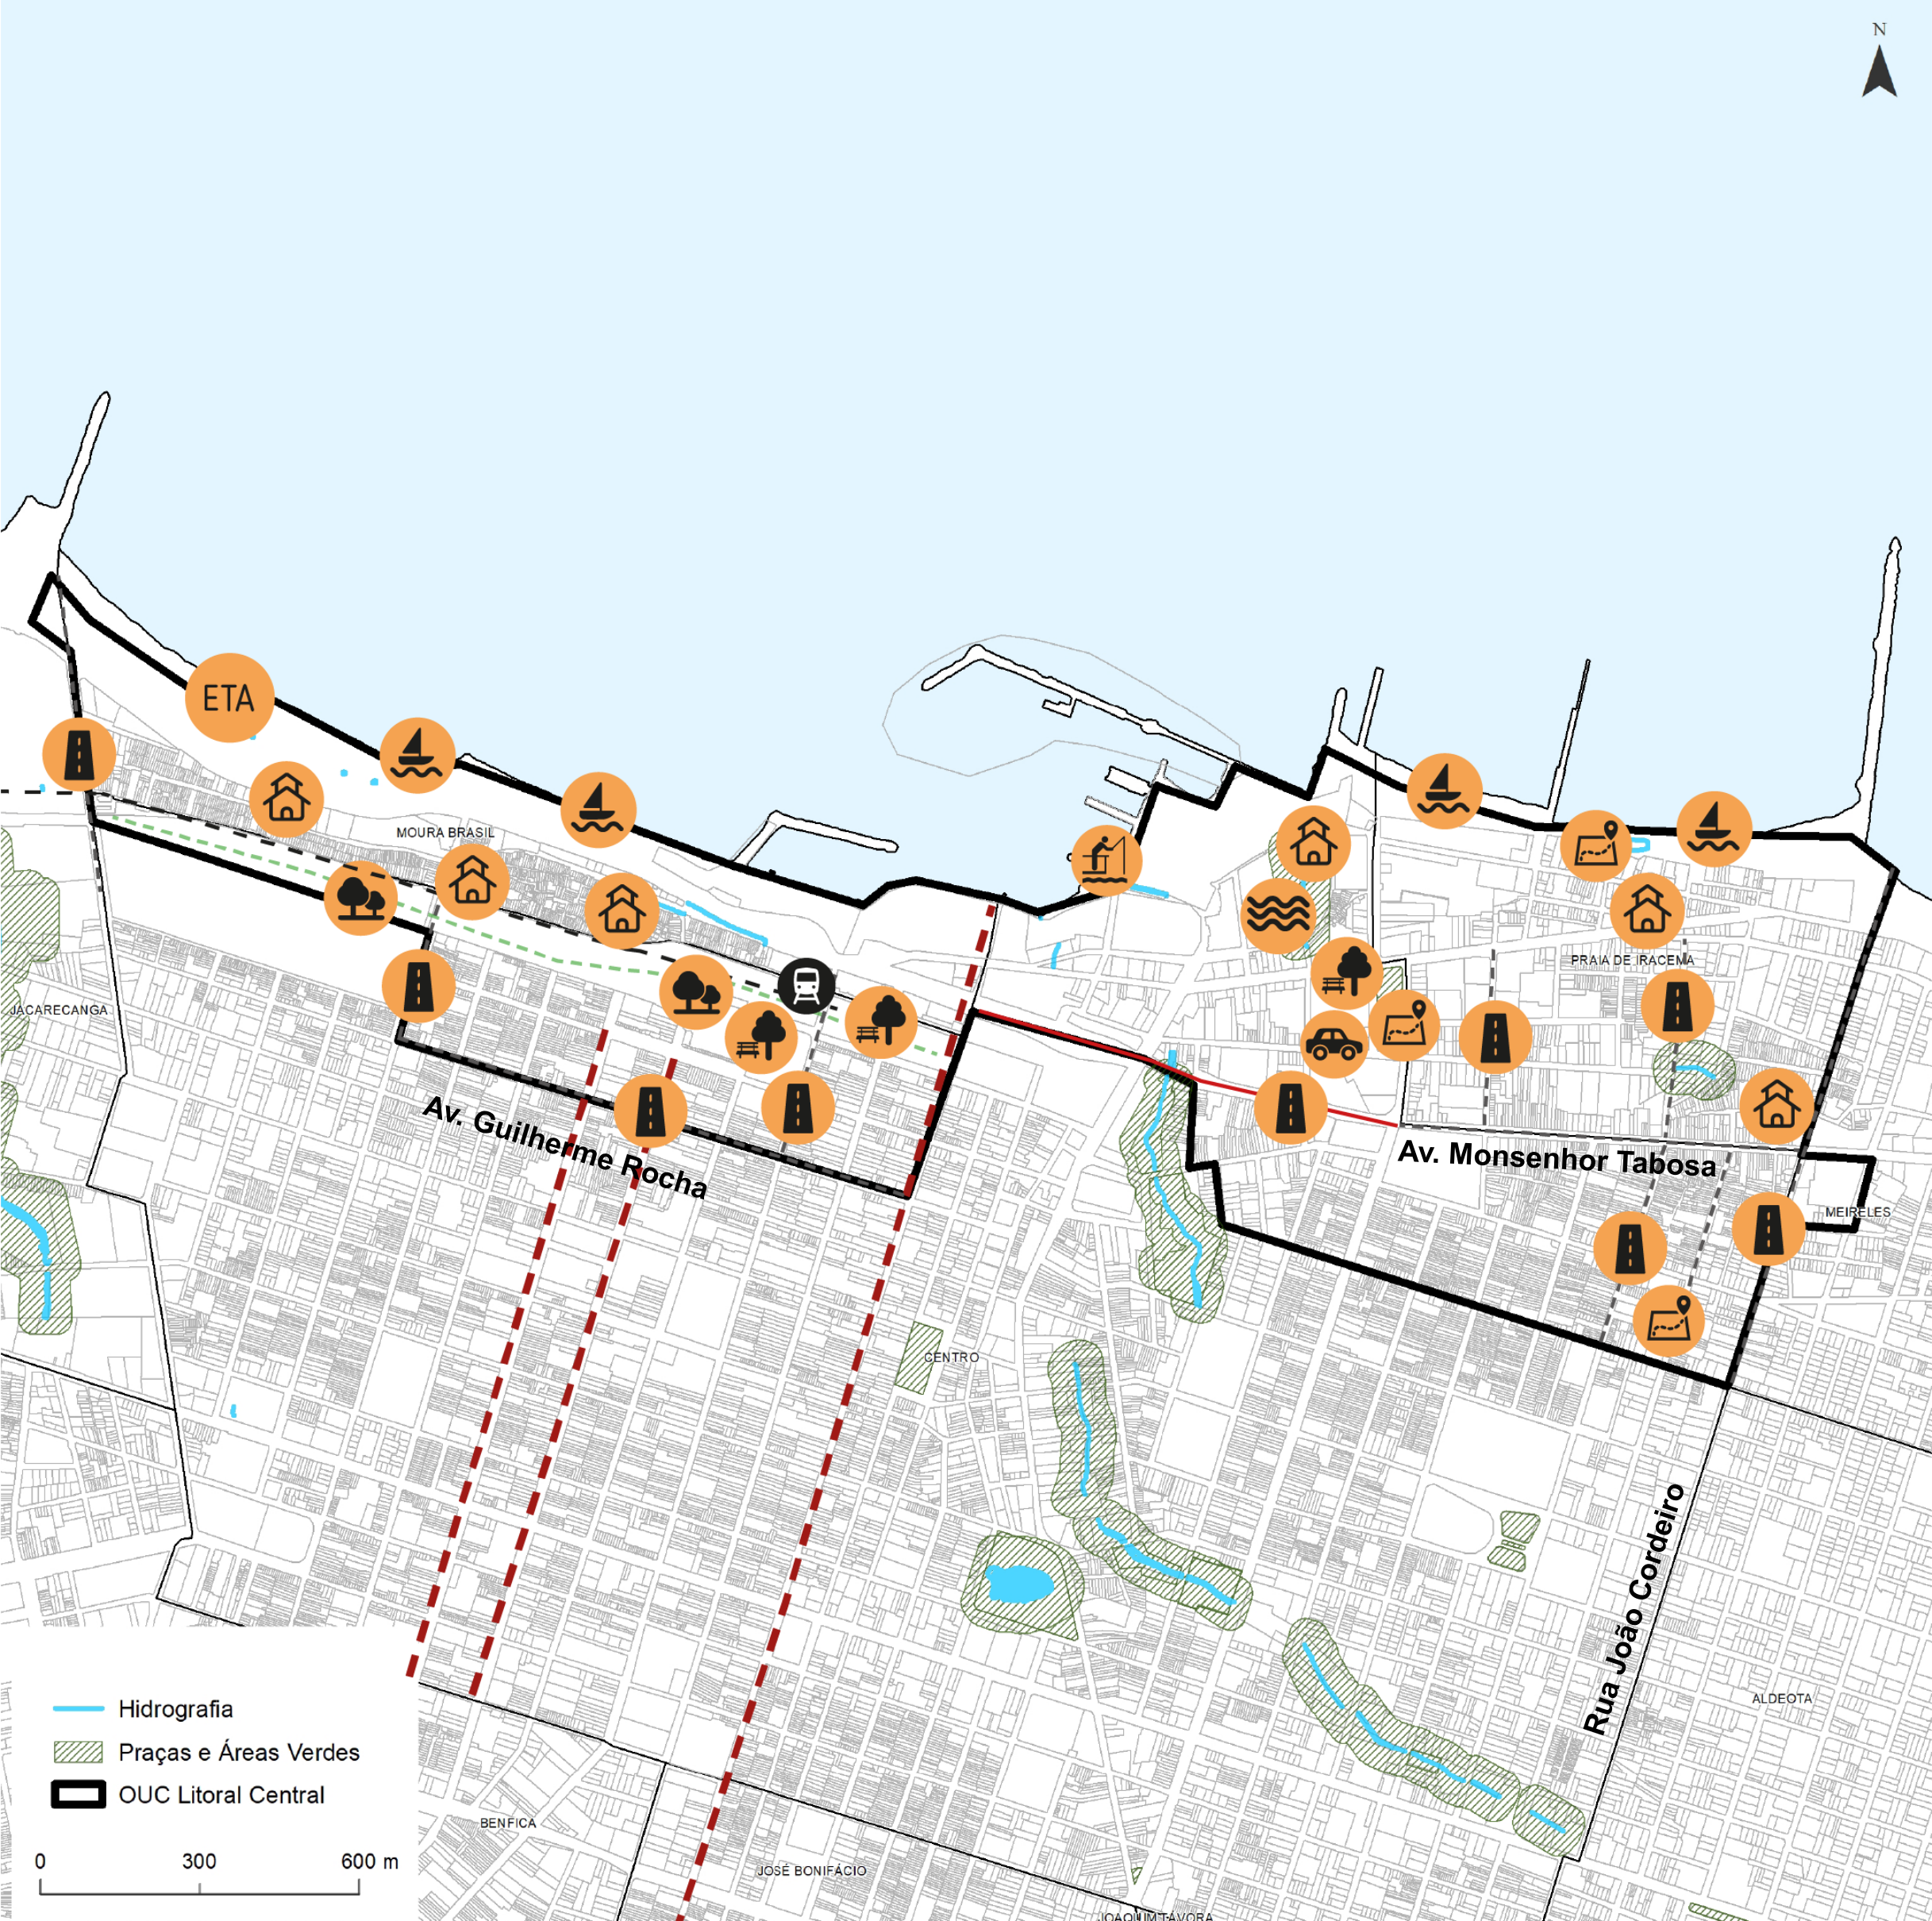 N
ETA
MOURA BRASIL
PRAIA DE IRACEMA
JACARECANGA
Av. Guilherme Rocha
Av. Monsenhor Tabosa
MEIRELES
CENTRO
Rua João Cordeiro
ALDEOTA
Hidrografia
Praças e Áreas Verdes
OUC Litoral Central
BENFICA
0 300 600 m
JOSÉ BONIFÁCIO
JOAQUIM TÁVORA